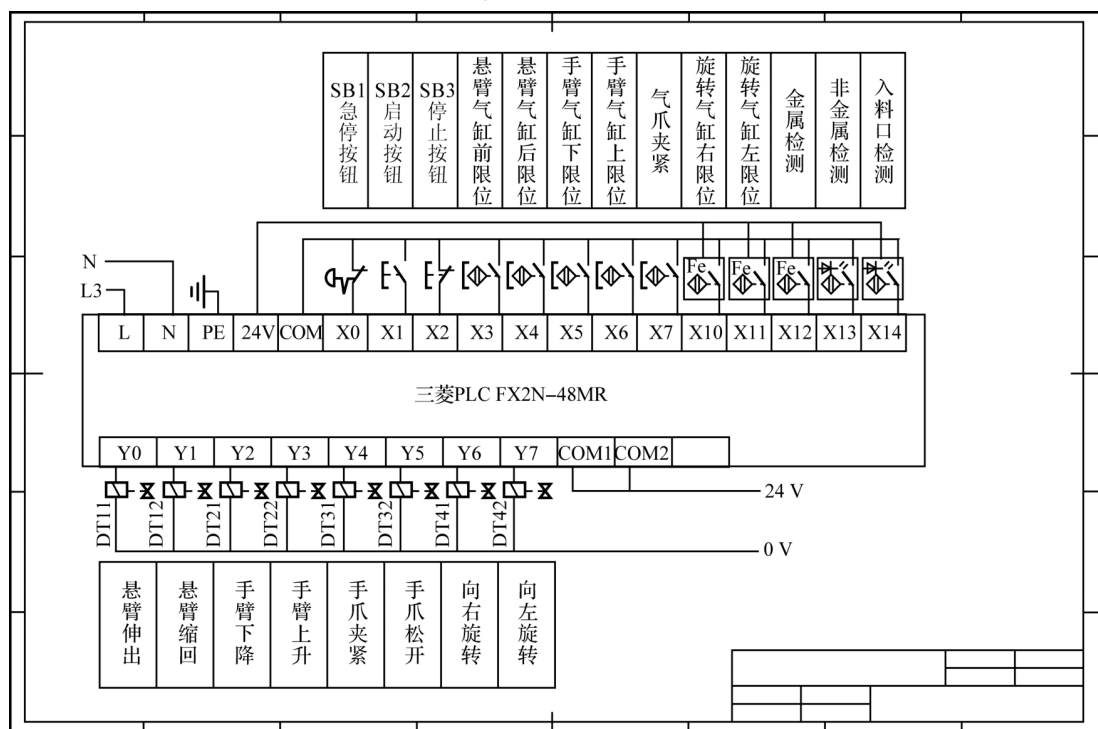 SB1急停按钮
SB2启动按钮
SB3停止按钮
悬臂气缸前限位
悬臂气缸后限位
手臂气缸下限位
手臂气缸上限位
气爪夹紧
旋转气缸右限位
旋转气缸左限位
金属检测
非金属检测
入料口检测
N
L3
Fe Fe Fe
L N PE 24V COM X0 X1 X2 X3 X4 X5 X6 X7 X10 X11 X12 X13 X14
三菱PLC FX2N-48MR
Y0 Y1 Y2 Y3 Y4 Y5 Y6 Y7 COM1 COM2
24 V
DT11 DT12 DT21 DT22 DT31 DT32 DT41 DT42
0 V
悬臂伸出
悬臂缩回
手臂下降
手臂上升
手爪夹紧
手爪松开
向右旋转
向左旋转